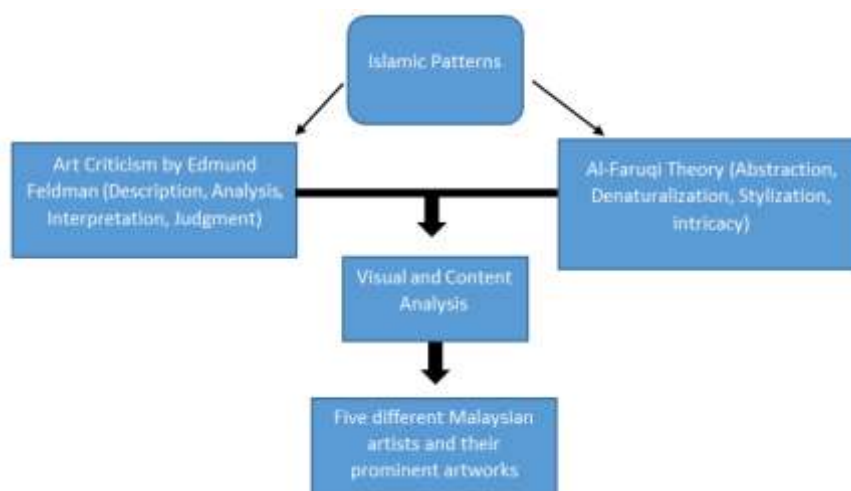 Islamic Patterns
Art Criticism by Edmund
Feldman (Description, Analysis,
Interpretation, Judgment)
Al-Faruqi Theory (Abstraction,
Denaturalization, Stylization,
intricacy)
Visual and Content
Analysis
Five different Malaysian
artists and their
prominent artworks